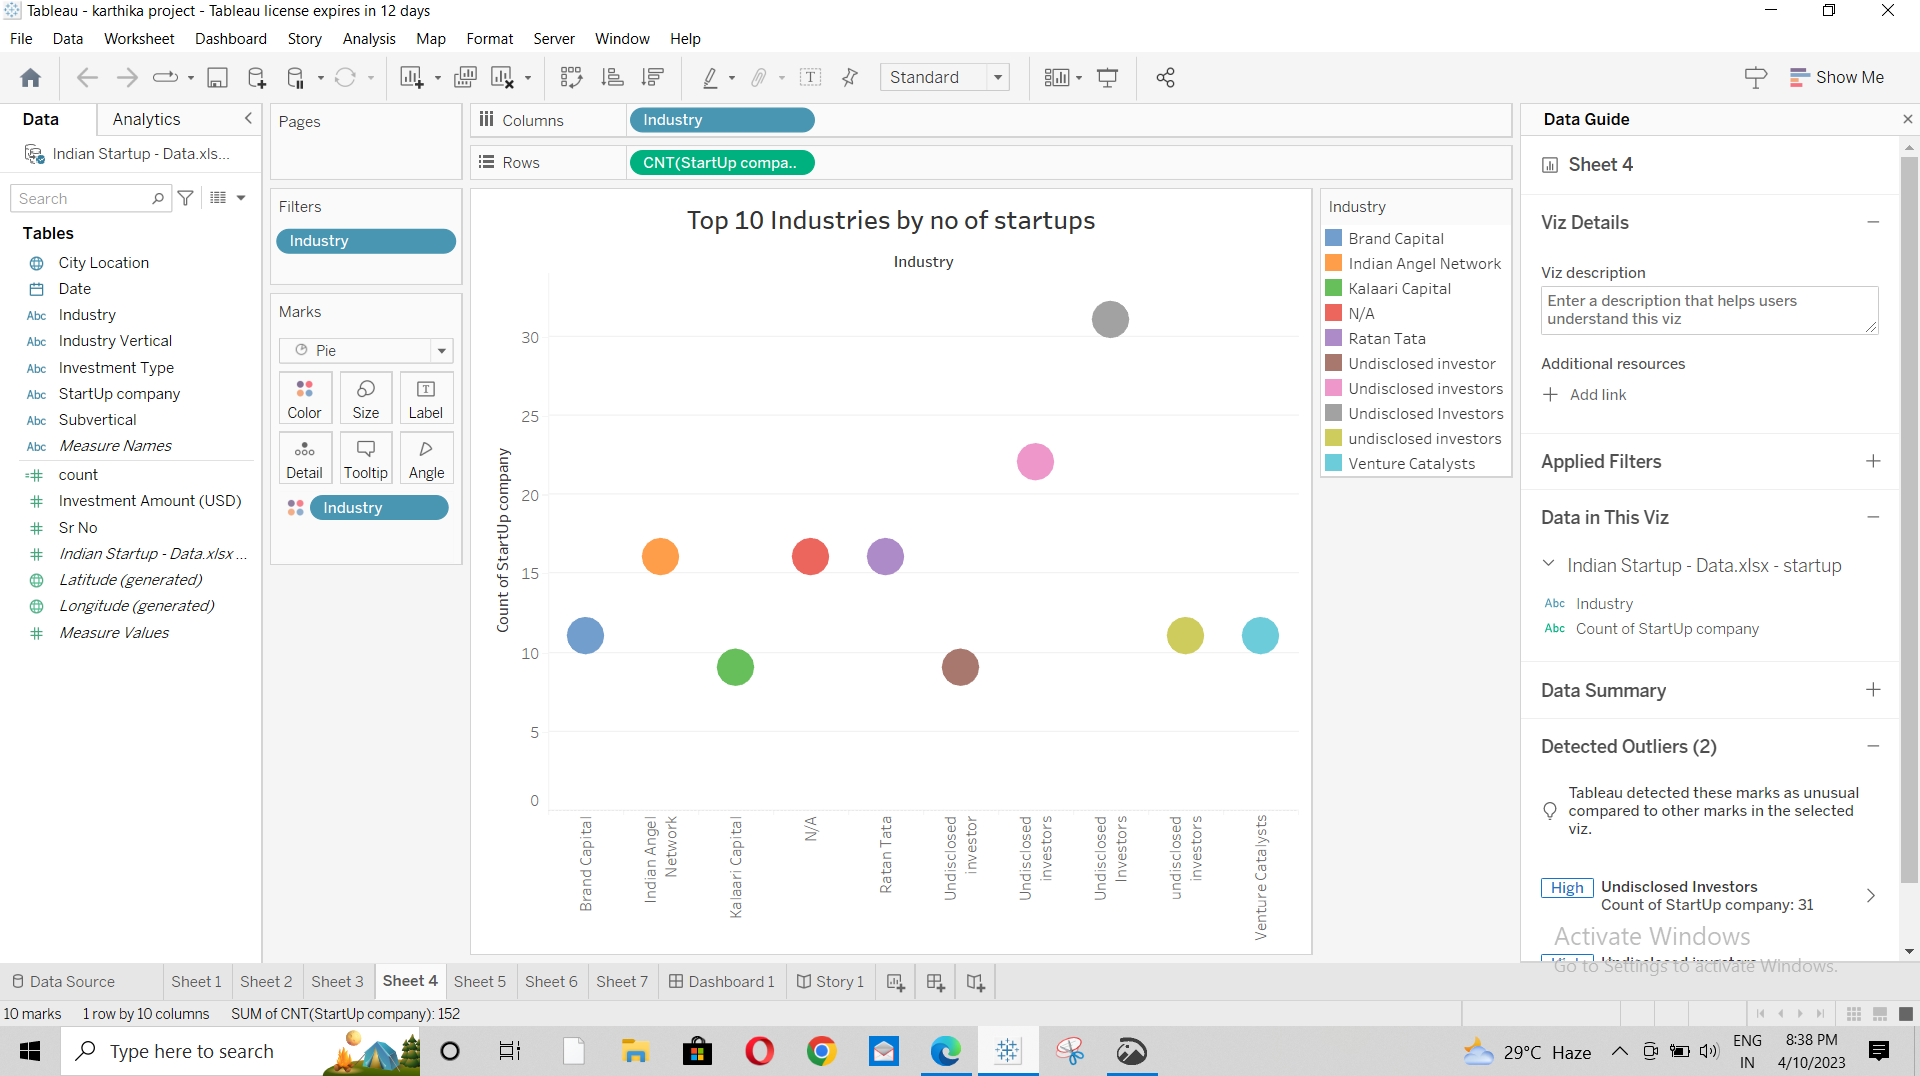 Tableau - karthika project - Tableau license expires in 12 days
File Data Worksheet Dashboard Story Analysis Map Format Server Window Help
Standard
Show Me
Data Analytics
Indian Startup - Data.xls...
Search
Tables
City Location
Date
Abc Industry
Abc Industry Vertical
Abc Investment Type
Abc StartUp company
Abc Subvertical
Abc Measure Names
count
Investment Amount (USD)
Sr No
Indian Startup - Data.xlsx ...
Latitude (generated)
Longitude (generated)
Measure Values
Pages
Filters
Industry
Marks
Pie
Color Size Label
Detail Tooltip Angle
Industry
Columns Industry
Rows CNT(StartUp compa..
Top 10 Industries by no of startups
Industry
Count of StartUp company
30
25
20
15
10
5
0
Brand Capital
Indian Angel
Network
Kalaari Capital
N/A
Ratan Tata
Undisclosed
investor
Undisclosed
investors
Undisclosed
Investors
undisclosed
investors
Venture Catalysts
Industry
Brand Capital
Indian Angel Network
Kalaari Capital
N/A
Ratan Tata
Undisclosed investor
Undisclosed investors
Undisclosed Investors
undisclosed investors
Venture Catalysts
Data Guide
Sheet 4
Viz Details
Viz description
Enter a description that helps users
understand this viz
Additional resources
Add link
Applied Filters
Data in This Viz
Indian Startup - Data.xlsx - startup
Abc Industry
Abc Count of StartUp company
Data Summary
Detected Outliers (2)
Tableau detected these marks as unusual
compared to other marks in the selected
viz.
High Undisclosed Investors
Count of StartUp company: 31
Activate Windows
Go to Settings to activate Windows.
Data Source Sheet 1 Sheet 2 Sheet 3 Sheet 4 Sheet 5 Sheet 6 Sheet 7 Dashboard 1 Story 1
10 marks 1 row by 10 columns SUM of CNT(StartUp company): 152
Type here to search
29°C Haze
ENG
IN
8:38 PM
4/10/2023